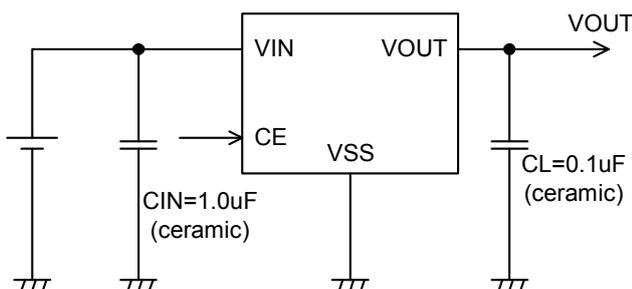 VOUT
VIN
VOUT
CE
VSS
CIN=1.0uF
(ceramic)
CL=0.1uF
(ceramic)